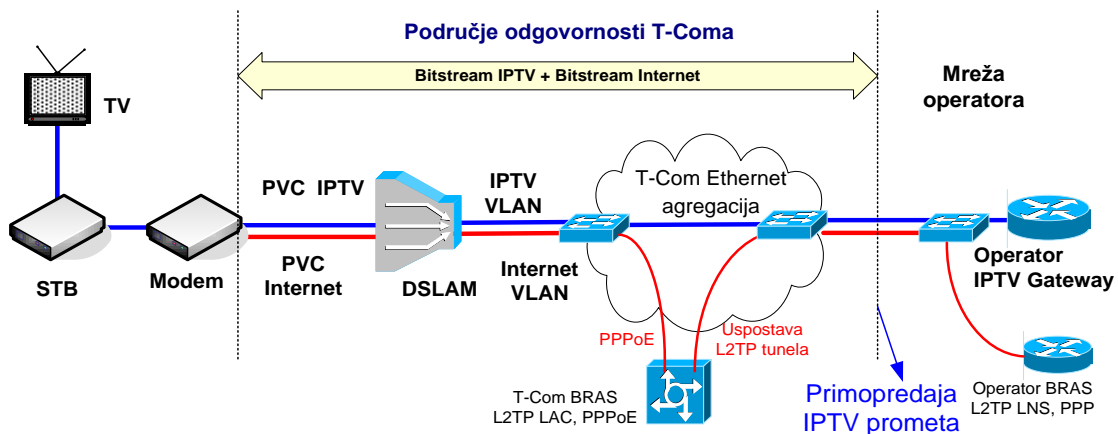 Područje odgovornosti T-Coma
Bitstream IPTV + Bitstream Internet
Mreža
operatora
TV
PVC IPTV
IPTV
VLAN
T-Com Ethernet
agregacija
STB
Modem
PVC
Internet
DSLAM
Internet
VLAN
Operator
IPTV Gateway
PPPoE
Uspostava
L2TP tunela
T-Com BRAS
L2TP LAC, PPPoE
Primopredaja
IPTV prometa
Operator BRAS
L2TP LNS, PPP